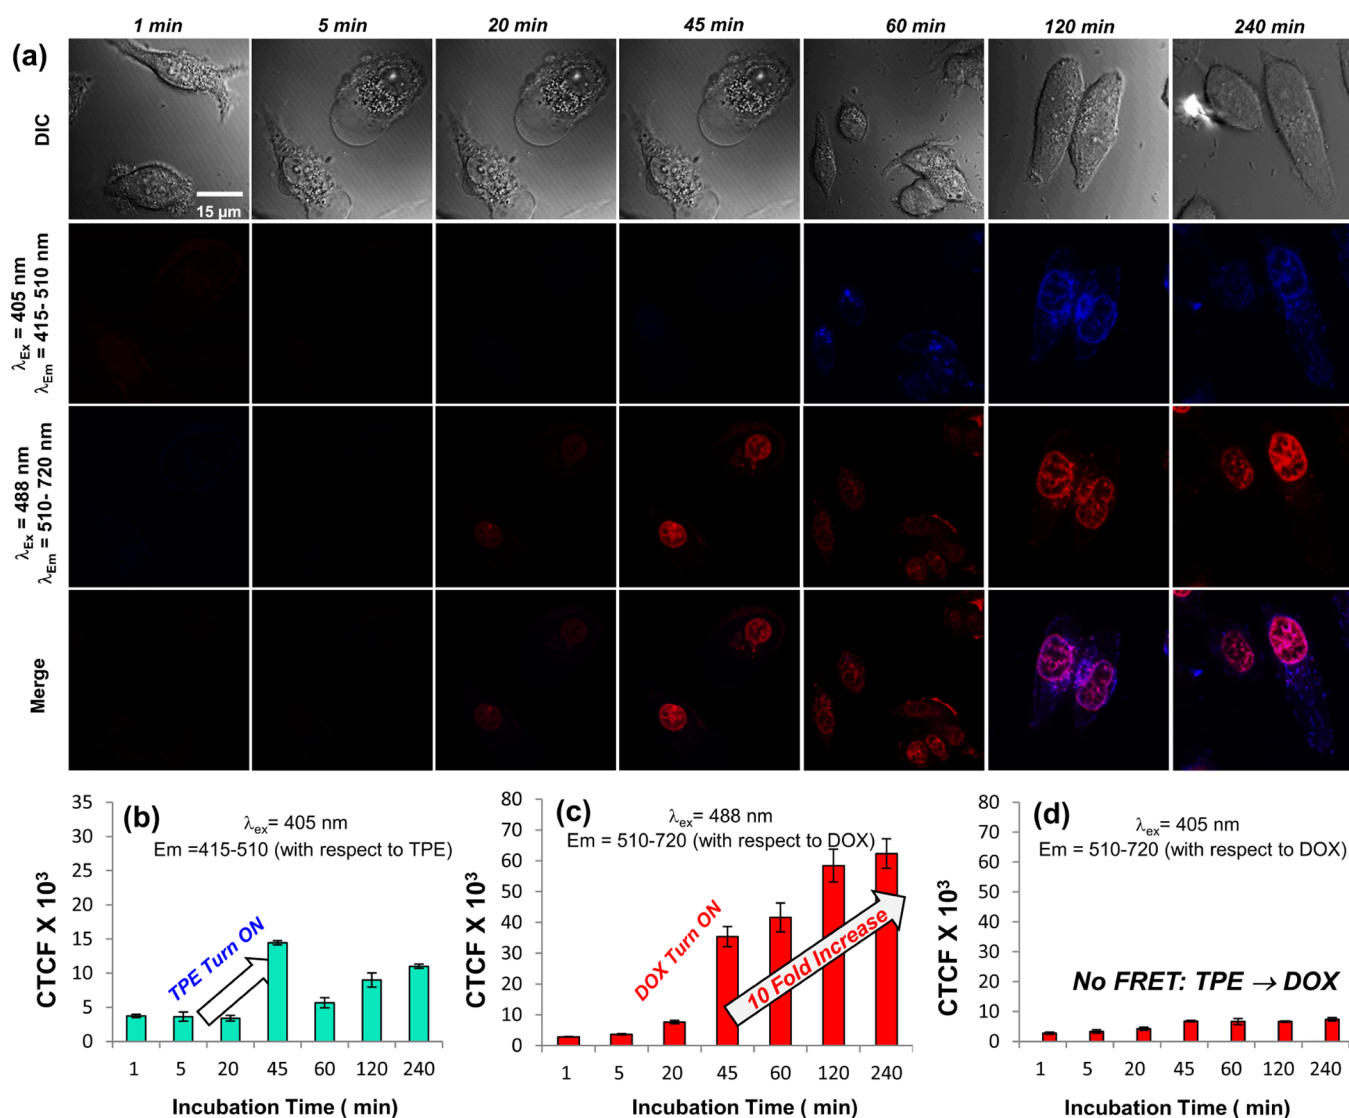 1 min 5 min 20 min 45 min 60 min 120 min 240 min
(a)
DIC
15 µm
λEx = 405 nm
λEm = 415- 510 nm
λEx = 488 nm
λEm = 510- 720 nm
Merge
(b)
λex= 405 nm
Em =415-510 (with respect to TPE)
CTCF X 10³
35
30
25
20
15
10
5
0
TPE Turn ON
1 5 20 45 60 120 240
Incubation Time ( min)
(c)
λex= 488 nm
Em = 510-720 (with respect to DOX)
CTCF X 10³
80
70
60
50
40
30
20
10
0
DOX Turn ON
10 Fold Increase
1 5 20 45 60 120 240
Incubation Time ( min)
(d)
λex= 405 nm
Em = 510-720 (with respect to DOX)
CTCF X 10³
80
70
60
50
40
30
20
10
0
No FRET: TPE → DOX
1 5 20 45 60 120 240
Incubation Time ( min)